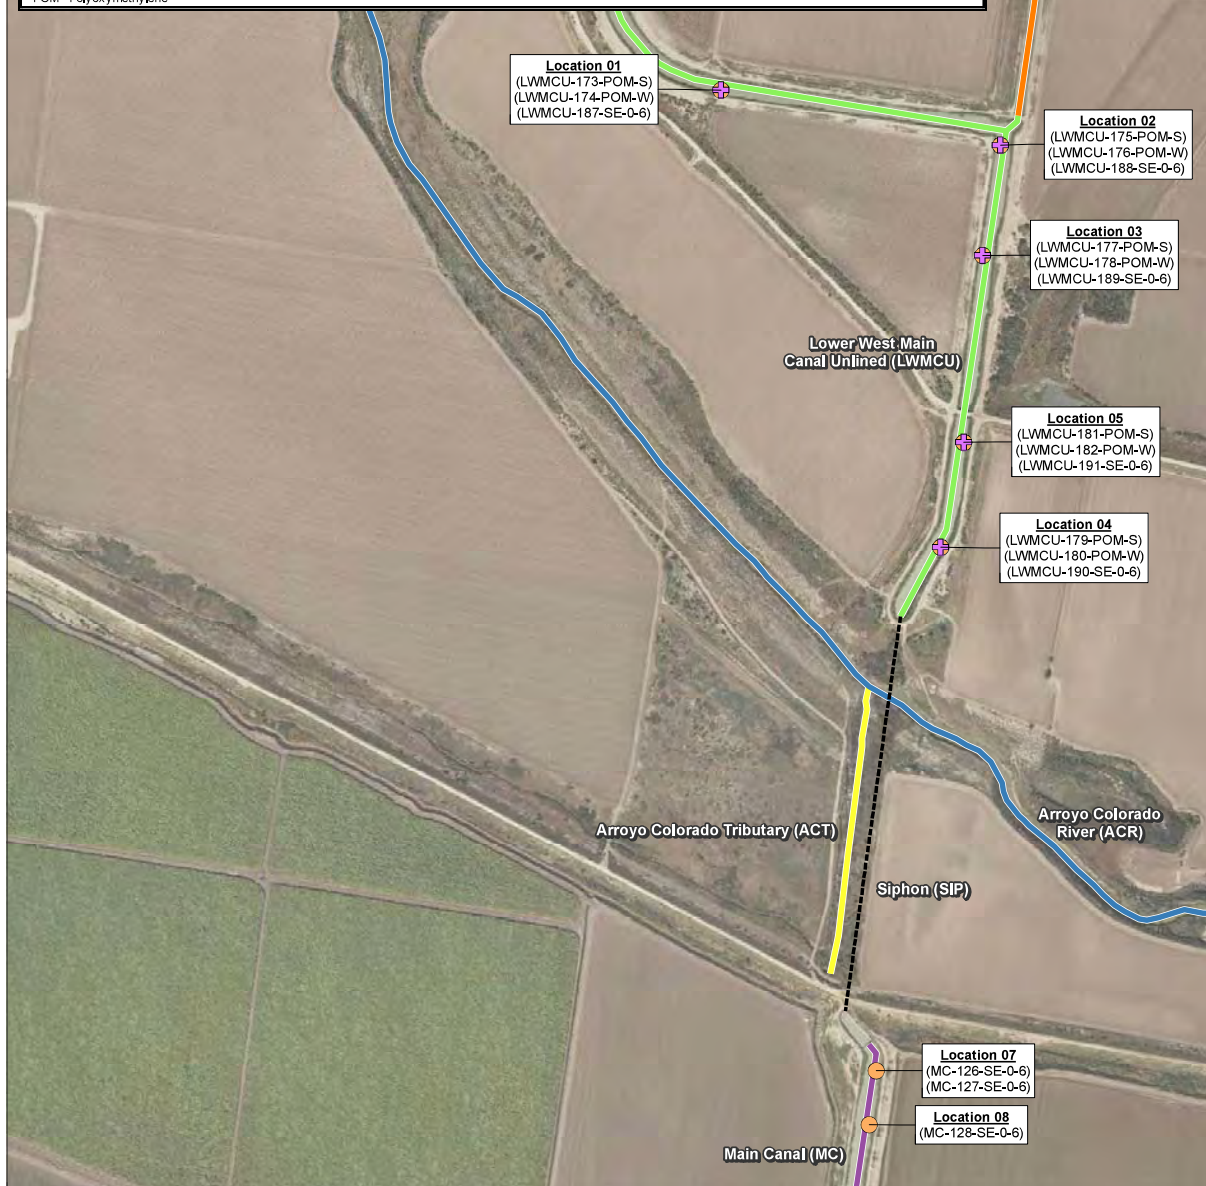 POM - Polyoxymethylene
Location 01
(LWMCU-173-POM-S)
(LWMCU-174-POM-W)
(LWMCU-187-SE-0-6)
Location 02
(LWMCU-175-POM-S)
(LWMCU-176-POM-W)
(LWMCU-188-SE-0-6)
Location 03
(LWMCU-177-POM-S)
(LWMCU-178-POM-W)
(LWMCU-189-SE-0-6)
Lower West Main
Canal Unlined (LWMCU)
Location 05
(LWMCU-181-POM-S)
(LWMCU-182-POM-W)
(LWMCU-191-SE-0-6)
Location 04
(LWMCU-179-POM-S)
(LWMCU-180-POM-W)
(LWMCU-190-SE-0-6)
Arroyo Colorado Tributary (ACT)
Arroyo Colorado
River (ACR)
Siphon (SIP)
Location 07
(MC-126-SE-0-6)
(MC-127-SE-0-6)
Location 08
(MC-128-SE-0-6)
Main Canal (MC)